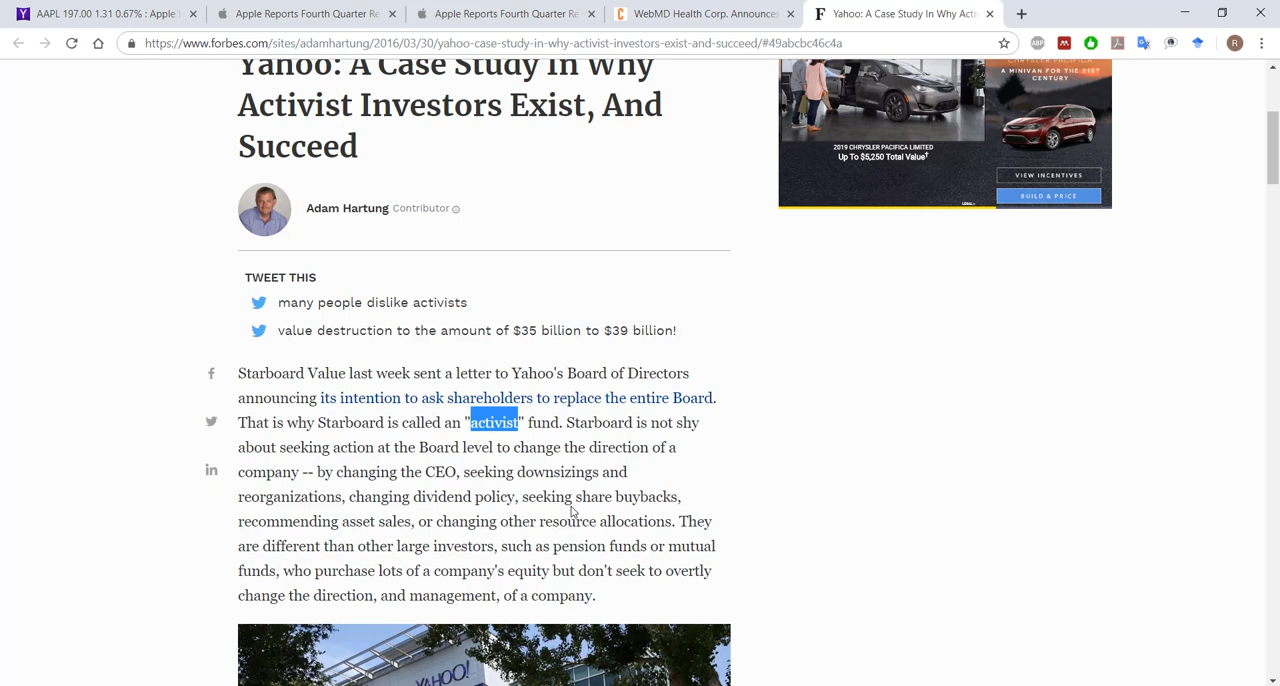 AAPL 197.00 1.31 0.67% : Apple
Apple Reports Fourth Quarter Re
Apple Reports Fourth Quarter Re
WebMD Health Corp. Announces
Yahoo: A Case Study In Why Activ
https://www.forbes.com/sites/adamhartung/2016/03/30/yahoo-case-study-in-why-activist-investors-exist-and-succeed/#49abcbc46c4a
ABP
R
Yahoo: A Case Study In Why
Activist Investors Exist, And
Succeed
Adam Hartung Contributor
CHRYSLER PACIFICA
A MINIVAN FOR THE 21ST
CENTURY
2019 CHRYSLER PACIFICA LIMITED
Up To $5,250 Total Value†
VIEW INCENTIVES
BUILD & PRICE
LEGAL +
TWEET THIS
many people dislike activists
value destruction to the amount of $35 billion to $39 billion!
Starboard Value last week sent a letter to Yahoo's Board of Directors
announcing its intention to ask shareholders to replace the entire Board.
That is why Starboard is called an "activist" fund. Starboard is not shy
about seeking action at the Board level to change the direction of a
company -- by changing the CEO, seeking downsizings and
reorganizations, changing dividend policy, seeking share buybacks,
recommending asset sales, or changing other resource allocations. They
are different than other large investors, such as pension funds or mutual
funds, who purchase lots of a company's equity but don't seek to overtly
change the direction, and management, of a company.
YAHOO!